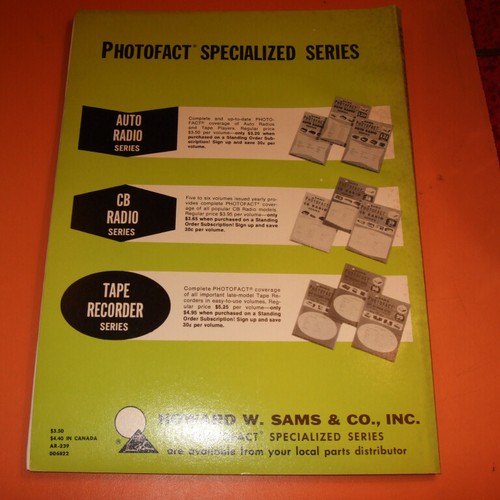 PHOTOFACT® SPECIALIZED SERIES
AUTO
RADIO
SERIES
Complete and up-to-date PHOTO-
FACT® coverage of Auto Radios
and Tape Players. Regular price
$3.50 per volume—only $3.20 when
purchased on a Standing Order Sub-
scription! Sign up and save 30¢ per
volume.
CB
RADIO
SERIES
Five to six volumes issued yearly pro-
vides complete PHOTOFACT® cover-
age of all popular CB Radio models.
Regular price $3.95 per volume—only
$3.65 when purchased on a Standing
Order Subscription! Sign up and save
30¢ per volume.
TAPE
RECORDER
SERIES
Complete PHOTOFACT® coverage
of all important late-model Tape Re-
corders in easy-to-use volumes. Reg-
ular price $5.25 per volume—only
$4.95 when purchased on a Standing
Order Subscription! Sign up and save
30¢ per volume.
$3.50
$4.40 IN CANADA
AR-259
006823
®
HOWARD W. SAMS & CO., INC.
PHOTOFACT® SPECIALIZED SERIES
are available from your local parts distributor